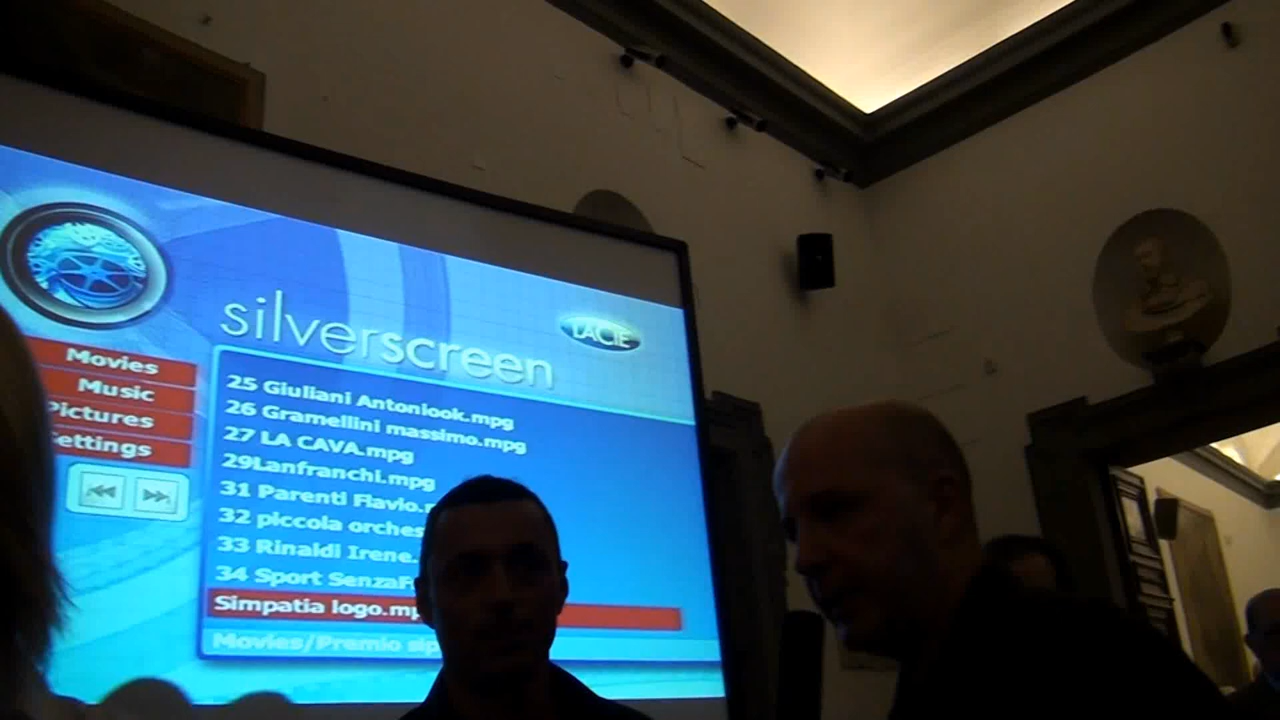 silverscreen
LACIE
Movies
Music
Pictures
Settings
25 Giuliani Antoniook.mpg
26 Gramellini massimo.mpg
27 LA CAVA.mpg
29Lanfranchi.mpg
31 Parenti Flavio.
32 piccola orches
33 Rinaldi Irene.
34 Sport SenzaF
Simpatia logo.mp
Movies/Premio